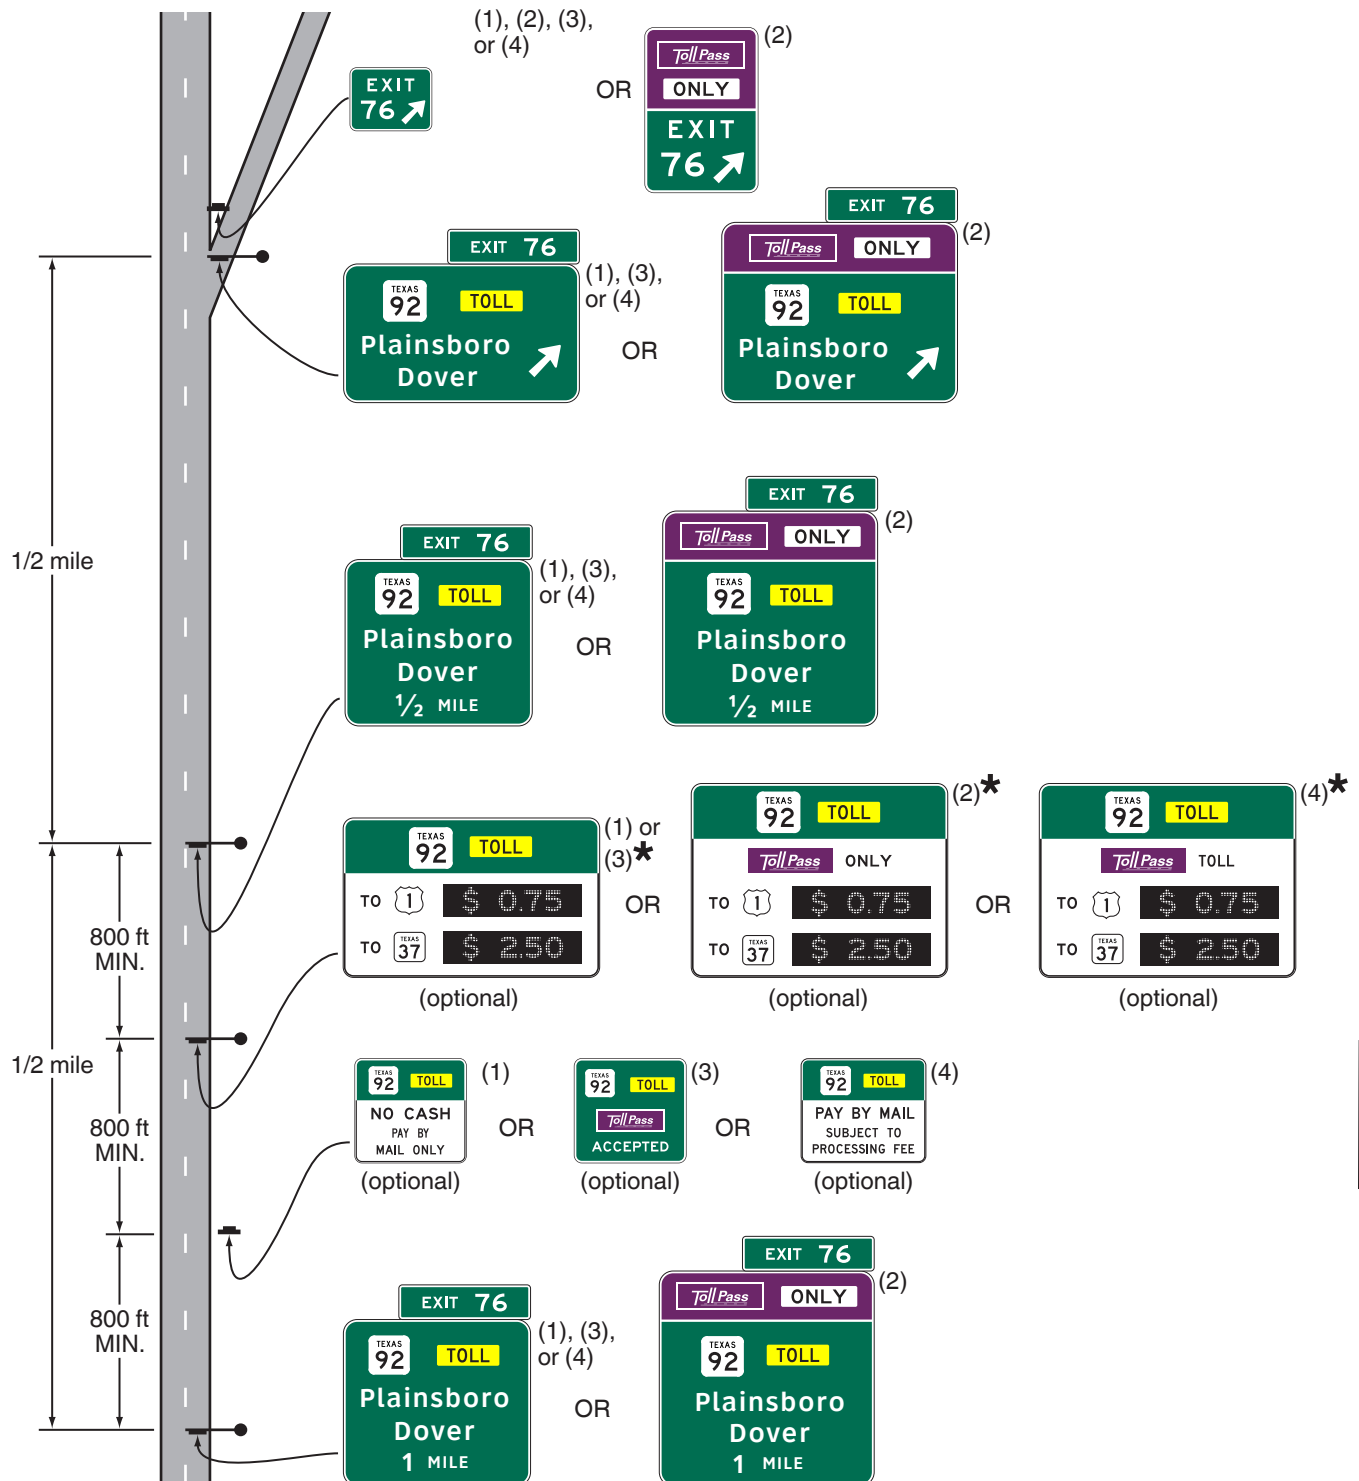 (1), (2), (3),
or (4)
EXIT
76
OR
Toll Pass
ONLY
EXIT
76
(2)
EXIT 76
TEXAS
92
TOLL
Plainsboro
Dover
(1), (3),
or (4)
OR
EXIT 76
Toll Pass
ONLY
TEXAS
92
TOLL
Plainsboro
Dover
(2)
1/2 mile
EXIT 76
TEXAS
92
TOLL
Plainsboro
Dover
1/2 MILE
(1), (3),
or (4)
OR
EXIT 76
Toll Pass
ONLY
TEXAS
92
TOLL
Plainsboro
Dover
1/2 MILE
(2)
TEXAS
92
TOLL
TO 1 $ 0.75
TO TEXAS 37 $ 2.50
(1) or
(3)*
(optional)
OR
TEXAS
92
TOLL
Toll Pass ONLY
TO 1 $ 0.75
TO TEXAS 37 $ 2.50
(2)*
(optional)
OR
TEXAS
92
TOLL
Toll Pass TOLL
TO 1 $ 0.75
TO TEXAS 37 $ 2.50
(4)*
(optional)
800 ft
MIN.
1/2 mile
800 ft
MIN.
TEXAS
92
TOLL
NO CASH
PAY BY
MAIL ONLY
(1)
(optional)
OR
TEXAS
92
TOLL
Toll Pass
ACCEPTED
(3)
(optional)
OR
TEXAS
92
TOLL
PAY BY MAIL
SUBJECT TO
PROCESSING FEE
(4)
(optional)
800 ft
MIN.
EXIT 76
TEXAS
92
TOLL
Plainsboro
Dover
1 MILE
(1), (3),
or (4)
OR
EXIT 76
Toll Pass
ONLY
TEXAS
92
TOLL
Plainsboro
Dover
1 MILE
(2)